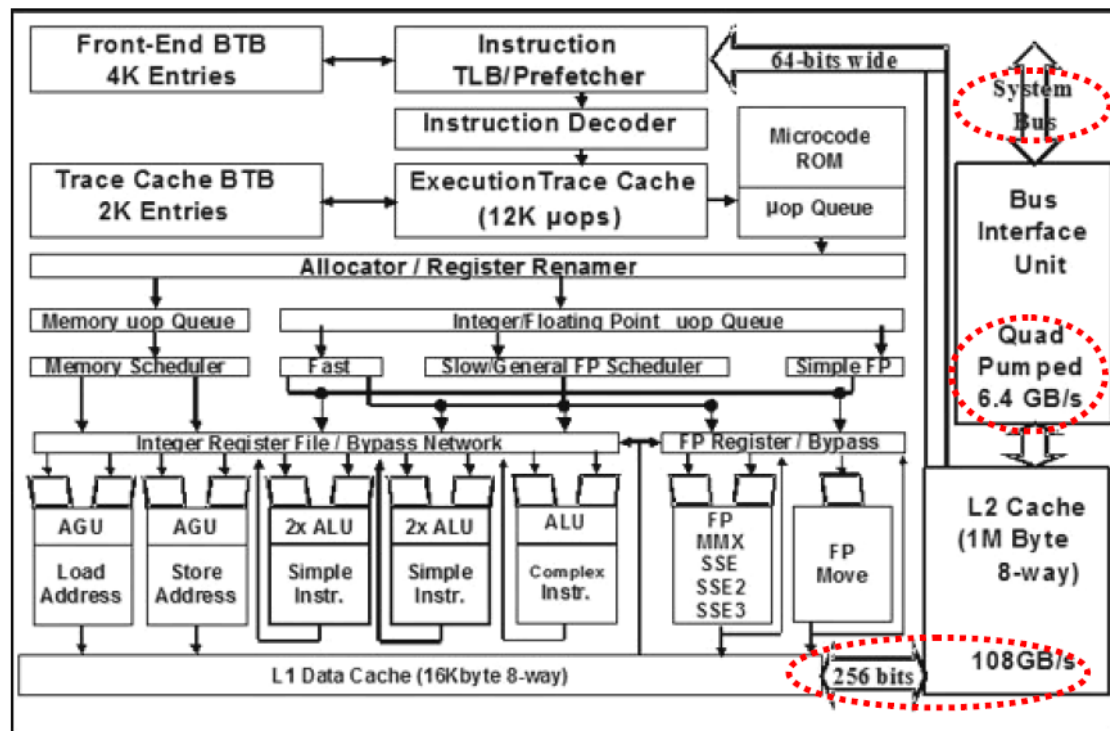 Front-End BTB
4K Entries
Instruction
TLB/Prefetcher
64-bits wide
System
Bus
Instruction Decoder
Microcode
ROM
Trace Cache BTB
2K Entries
Execution Trace Cache
(12K µops)
µop Queue
Bus
Interface
Unit
Allocator / Register Renamer
Memory uop Queue
Integer/Floating Point uop Queue
Memory Scheduler
Fast
Slow/General FP Scheduler
Simple FP
Quad
Pumped
6.4 GB/s
Integer Register File / Bypass Network
FP Register / Bypass
AGU
Load
Address
AGU
Store
Address
2x ALU
Simple
Instr.
2x ALU
Simple
Instr.
ALU
Complex
Instr.
FP
MMX
SSE
SSE2
SSE3
FP
Move
L2 Cache
(1M Byte
8-way)
108GB/s
L1 Data Cache (16Kbyte 8-way)
256 bits